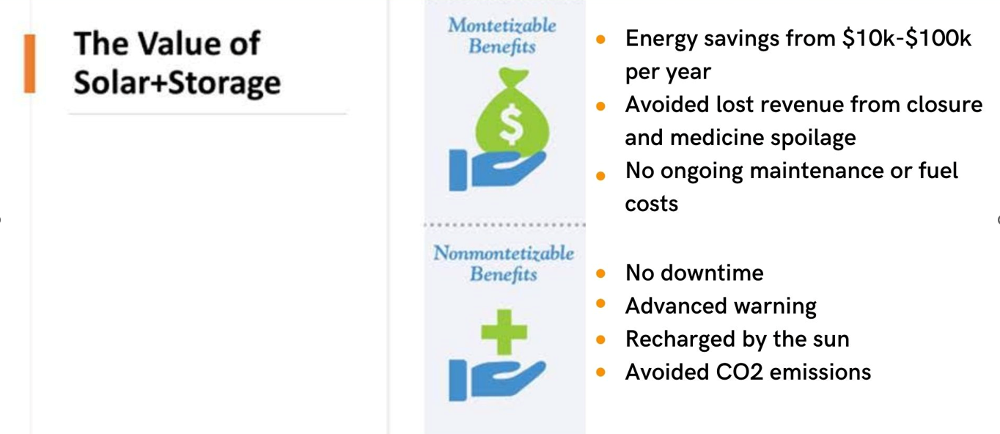 The Value of
Solar+Storage
Montetizable
Benefits
$
Energy savings from $10k-$100k
per year
Avoided lost revenue from closure
and medicine spoilage
No ongoing maintenance or fuel
costs
Nonmontetizable
Benefits
No downtime
Advanced warning
Recharged by the sun
Avoided CO2 emissions